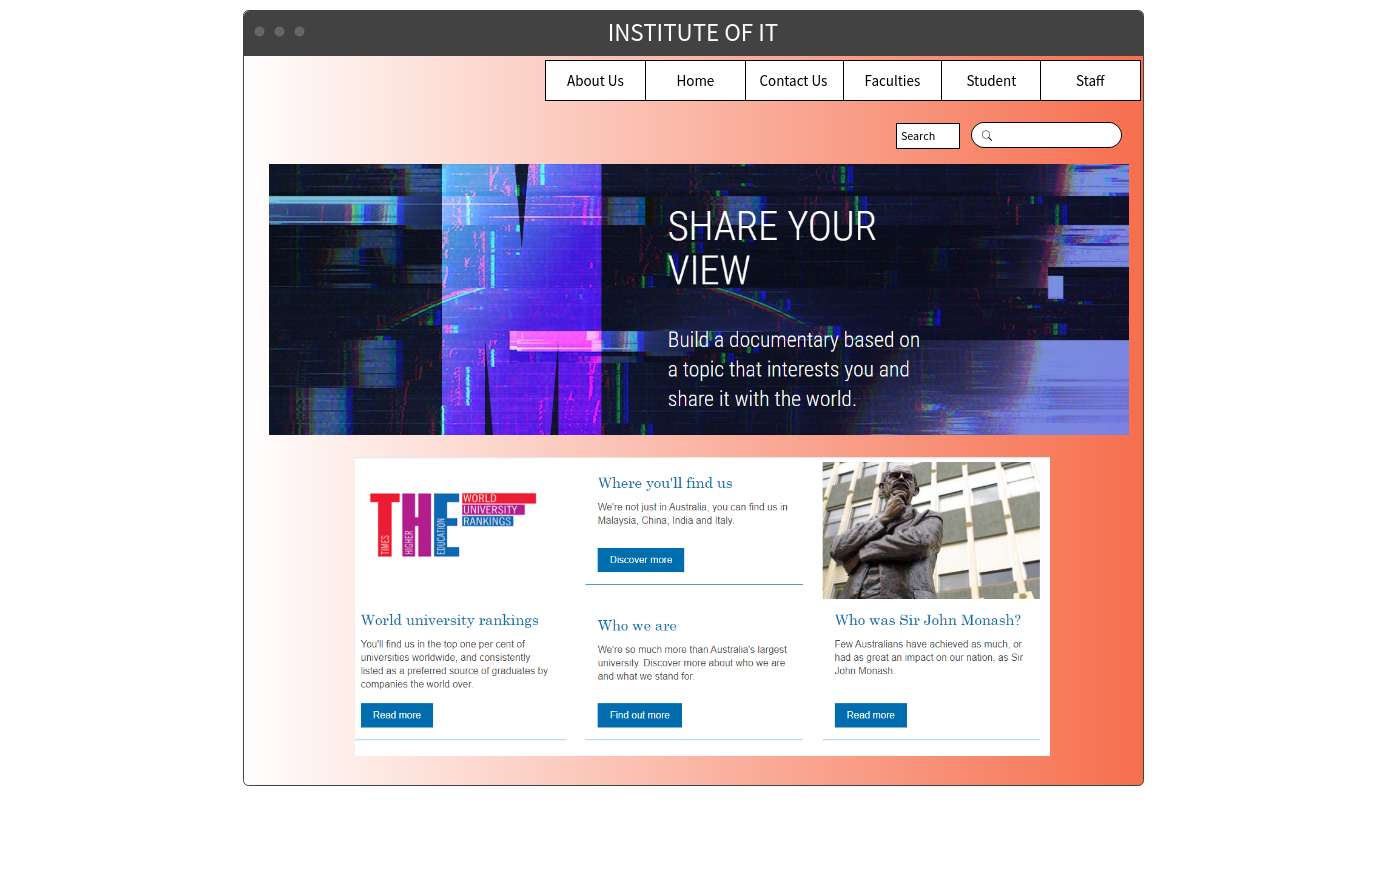 INSTITUTE OF IT
About Us
Home
Contact Us
Faculties
Student
Staff
Search
SHARE YOUR
VIEW
Build a documentary based on
a topic that interests you and
share it with the world.
THE
TIMES
HIGHER
EDUCATION
WORLD
UNIVERSITY
RANKINGS
World university rankings
You'll find us in the top one per cent of
universities worldwide, and consistently
listed as a preferred source of graduates by
companies the world over.
Read more
Where you'll find us
We're not just in Australia, you can find us in
Malaysia, China, India and Italy.
Discover more
Who we are
We're so much more than Australia's largest
university. Discover more about who we are
and what we stand for.
Find out more
Who was Sir John Monash?
Few Australians have achieved as much, or
had as great an impact on our nation, as Sir
John Monash.
Read more